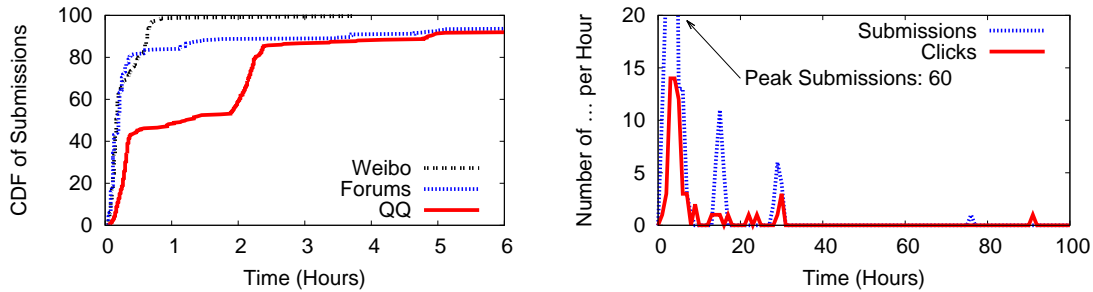 CDF of Submissions
100
80
60
40
20
0
Weibo
Forums
QQ
0 1 2 3 4 5 6
Time (Hours)
Number of ... per Hour
20
15
10
5
0
Submissions
Clicks
Peak Submissions: 60
0 20 40 60 80 100
Time (Hours)